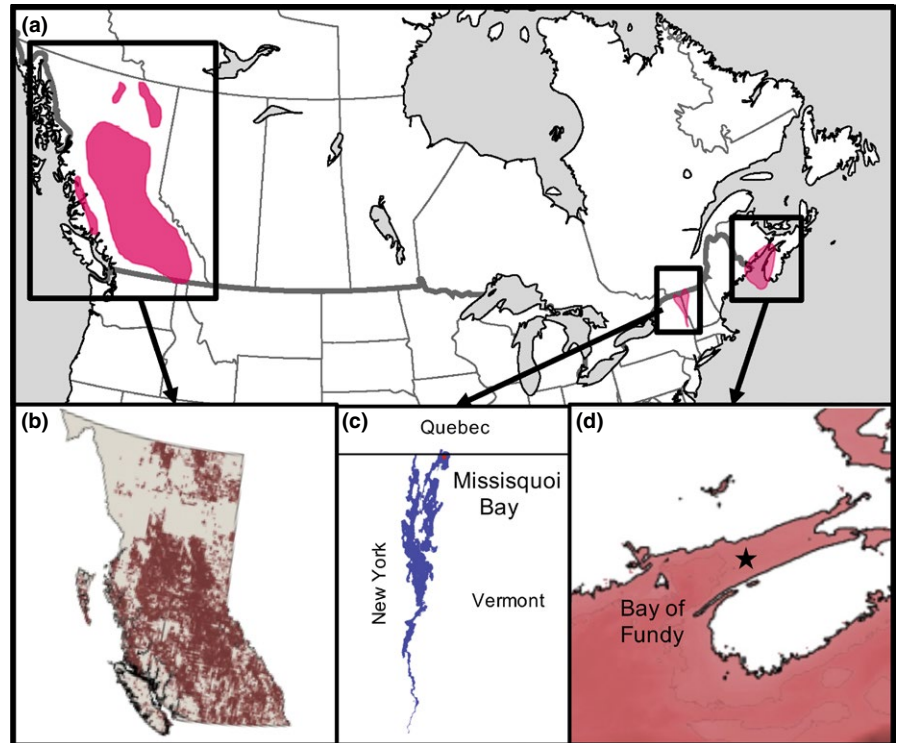 (a)
(b)
(c)
Quebec
Missisquoi
Bay
New York
Vermont
(d)
Bay of
Fundy